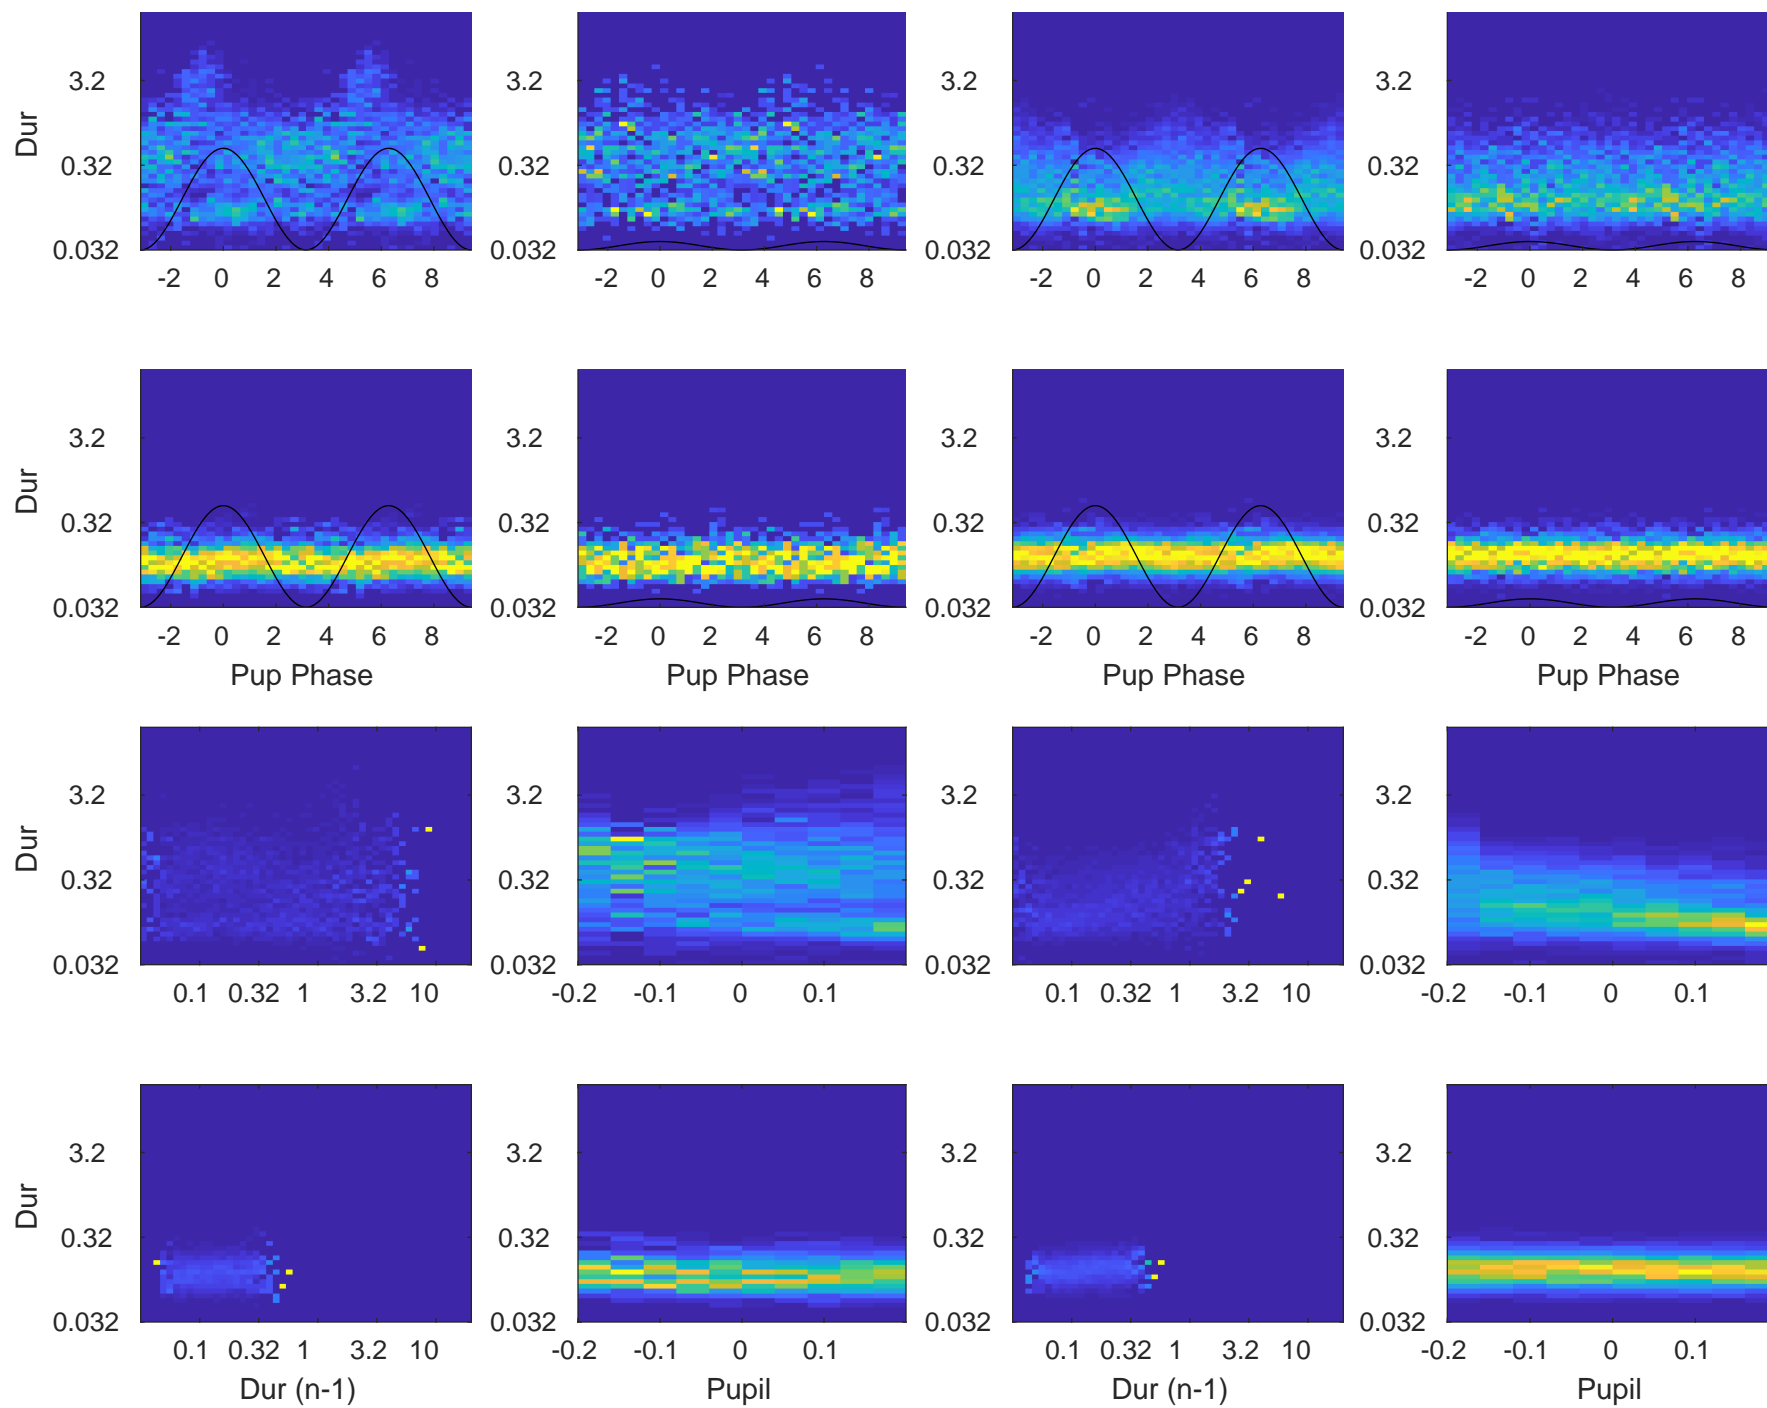 Dur
3.2 3.2 3.2 3.2
0.32 0.32 0.32 0.32
0.032 0.032 0.032 0.032
-2 0 2 4 6 8 -2 0 2 4 6 8 -2 0 2 4 6 8 -2 0 2 4 6 8
Dur
3.2 3.2 3.2 3.2
0.32 0.32 0.32 0.32
0.032 0.032 0.032 0.032
-2 0 2 4 6 8 -2 0 2 4 6 8 -2 0 2 4 6 8 -2 0 2 4 6 8
Pup Phase Pup Phase Pup Phase Pup Phase
Dur
3.2 3.2 3.2 3.2
0.32 0.32 0.32 0.32
0.032 0.032 0.032 0.032
0.1 0.32 1 3.2 10 -0.2 -0.1 0 0.1 0.1 0.32 1 3.2 10 -0.2 -0.1 0 0.1
Dur
3.2 3.2 3.2 3.2
0.32 0.32 0.32 0.32
0.032 0.032 0.032 0.032
0.1 0.32 1 3.2 10 -0.2 -0.1 0 0.1 0.1 0.32 1 3.2 10 -0.2 -0.1 0 0.1
Dur (n-1) Pupil Dur (n-1) Pupil